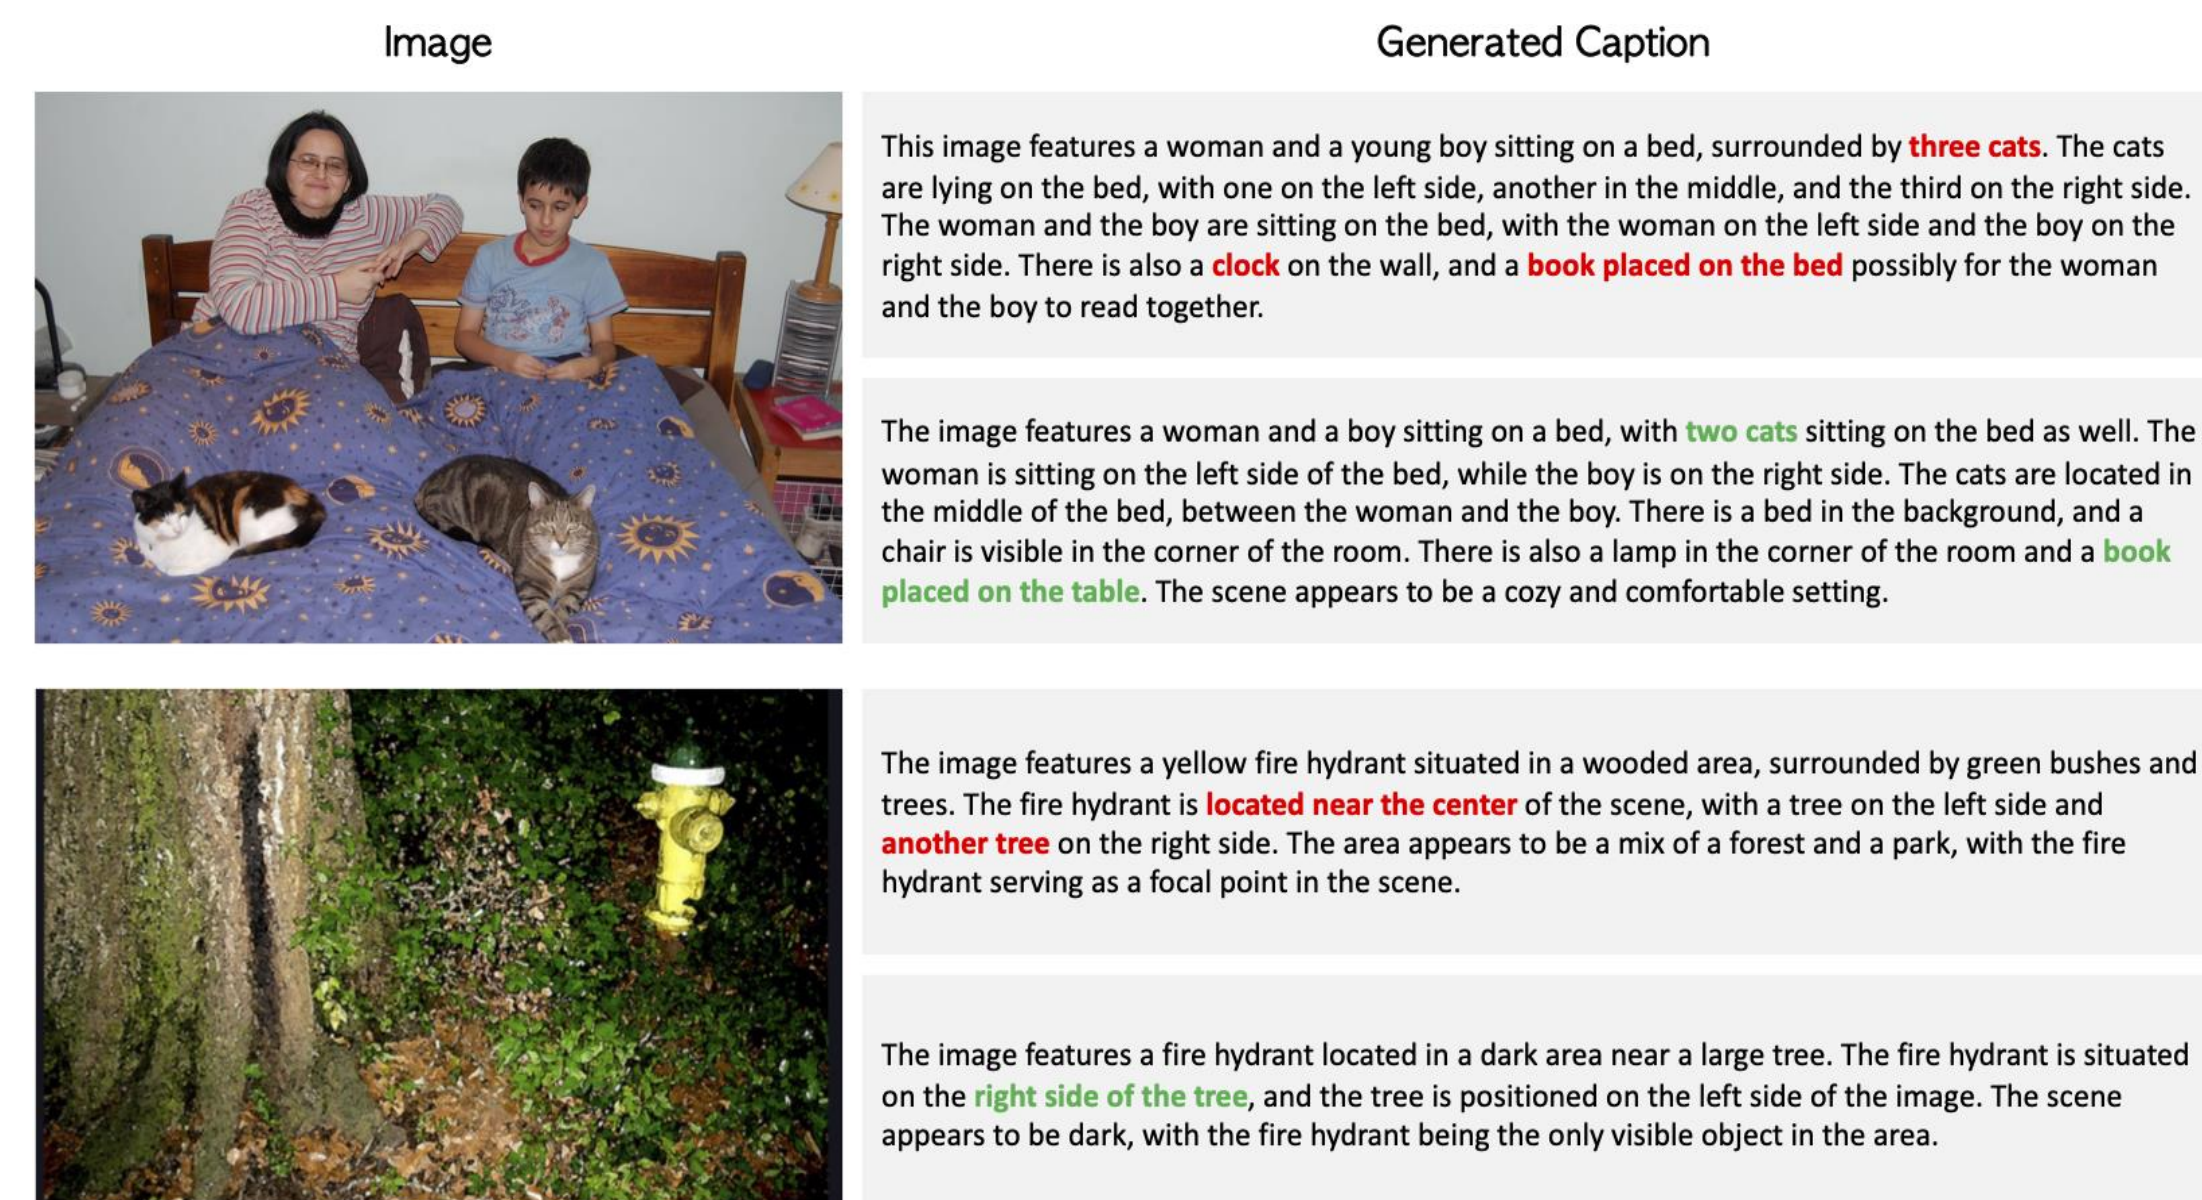 Image
Generated Caption
This image features a woman and a young boy sitting on a bed, surrounded by three cats. The cats
are lying on the bed, with one on the left side, another in the middle, and the third on the right side.
The woman and the boy are sitting on the bed, with the woman on the left side and the boy on the
right side. There is also a clock on the wall, and a book placed on the bed possibly for the woman
and the boy to read together.
The image features a woman and a boy sitting on a bed, with two cats sitting on the bed as well. The
woman is sitting on the left side of the bed, while the boy is on the right side. The cats are located in
the middle of the bed, between the woman and the boy. There is a bed in the background, and a
chair is visible in the corner of the room. There is also a lamp in the corner of the room and a book
placed on the table. The scene appears to be a cozy and comfortable setting.
The image features a yellow fire hydrant situated in a wooded area, surrounded by green bushes and
trees. The fire hydrant is located near the center of the scene, with a tree on the left side and
another tree on the right side. The area appears to be a mix of a forest and a park, with the fire
hydrant serving as a focal point in the scene.
The image features a fire hydrant located in a dark area near a large tree. The fire hydrant is situated
on the right side of the tree, and the tree is positioned on the left side of the image. The scene
appears to be dark, with the fire hydrant being the only visible object in the area.